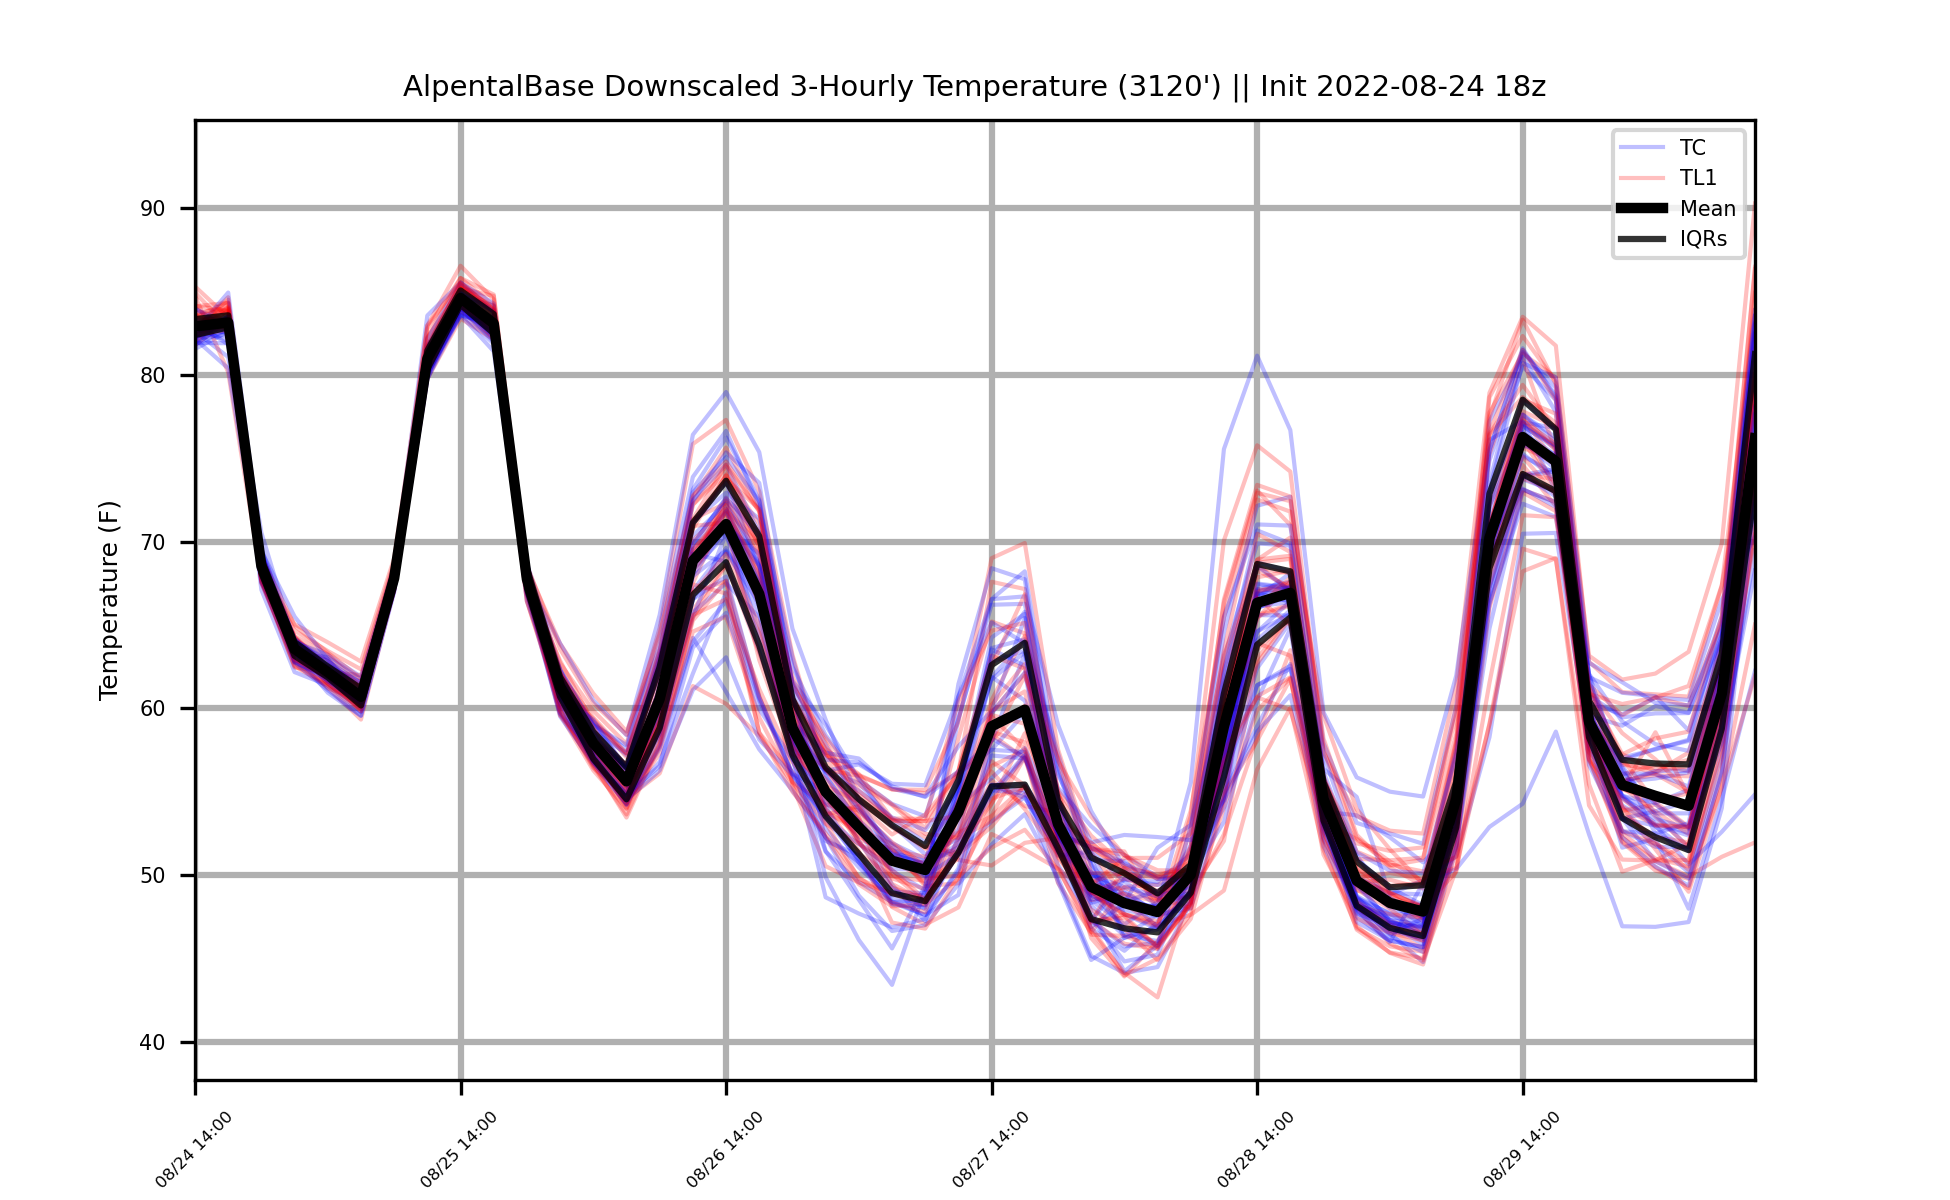 AlpentalBase Downscaled 3-Hourly Temperature (3120') || Init 2022-08-24 18z
TC
TL1
Mean
IQRs
Temperature (F)
90
80
70
60
50
40
08/24 14:00
08/25 14:00
08/26 14:00
08/27 14:00
08/28 14:00
08/29 14:00